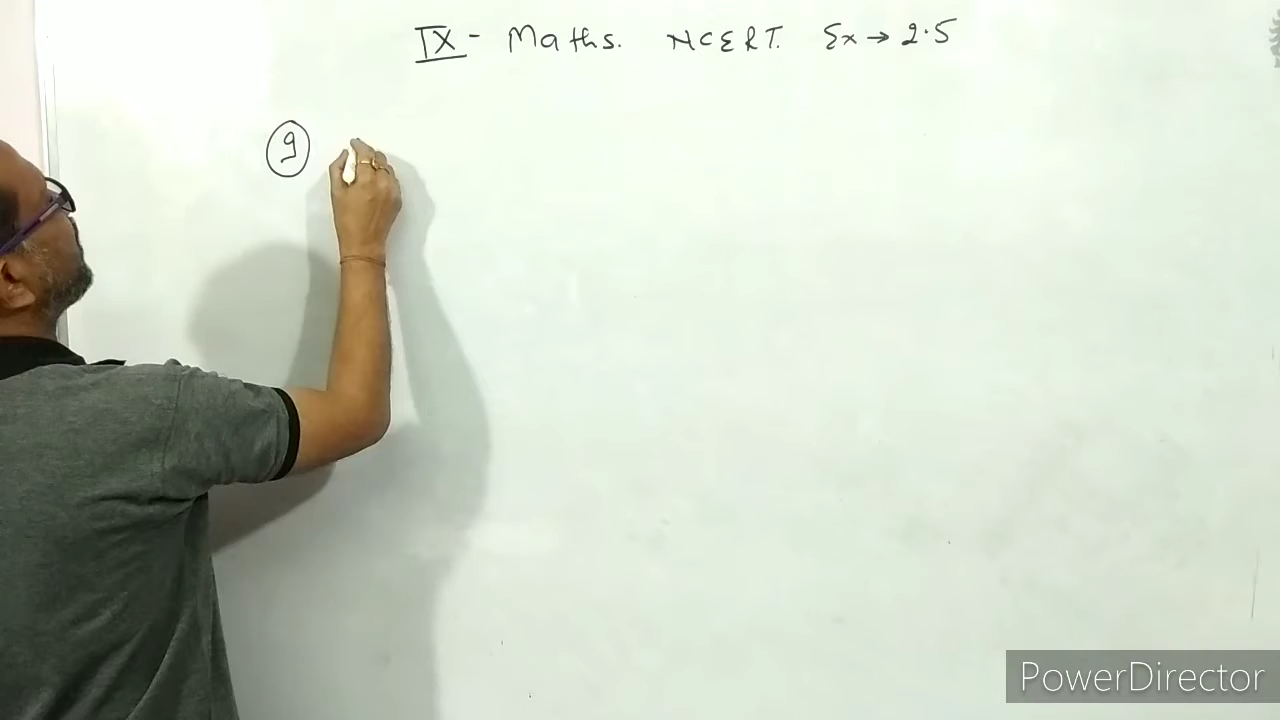 IX - Maths. NCERT. Ex → 2.5
9
PowerDirector